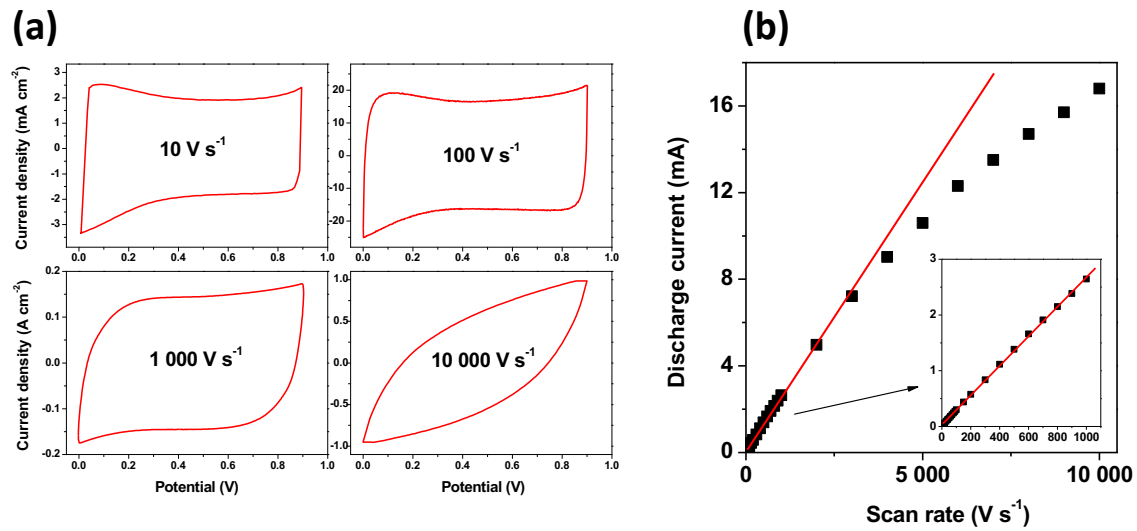 (a)
Current density (mA cm-2)
3
2
1
0
-1
-2
-3
10 V s-1
0.0 0.2 0.4 0.6 0.8 1.0
20
10
0
-10
-20
100 V s-1
0.0 0.2 0.4 0.6 0.8 1.0
Current density (A cm-2)
0.2
0.1
0.0
-0.1
-0.2
1 000 V s-1
0.0 0.2 0.4 0.6 0.8 1.0
Potential (V)
1.0
0.5
0.0
-0.5
-1.0
10 000 V s-1
0.0 0.2 0.4 0.6 0.8 1.0
Potential (V)
(b)
Discharge current (mA)
16
12
8
4
0
3
2
1
0
0 200 400 600 800 1000
0 5 000 10 000
Scan rate (V s-1)